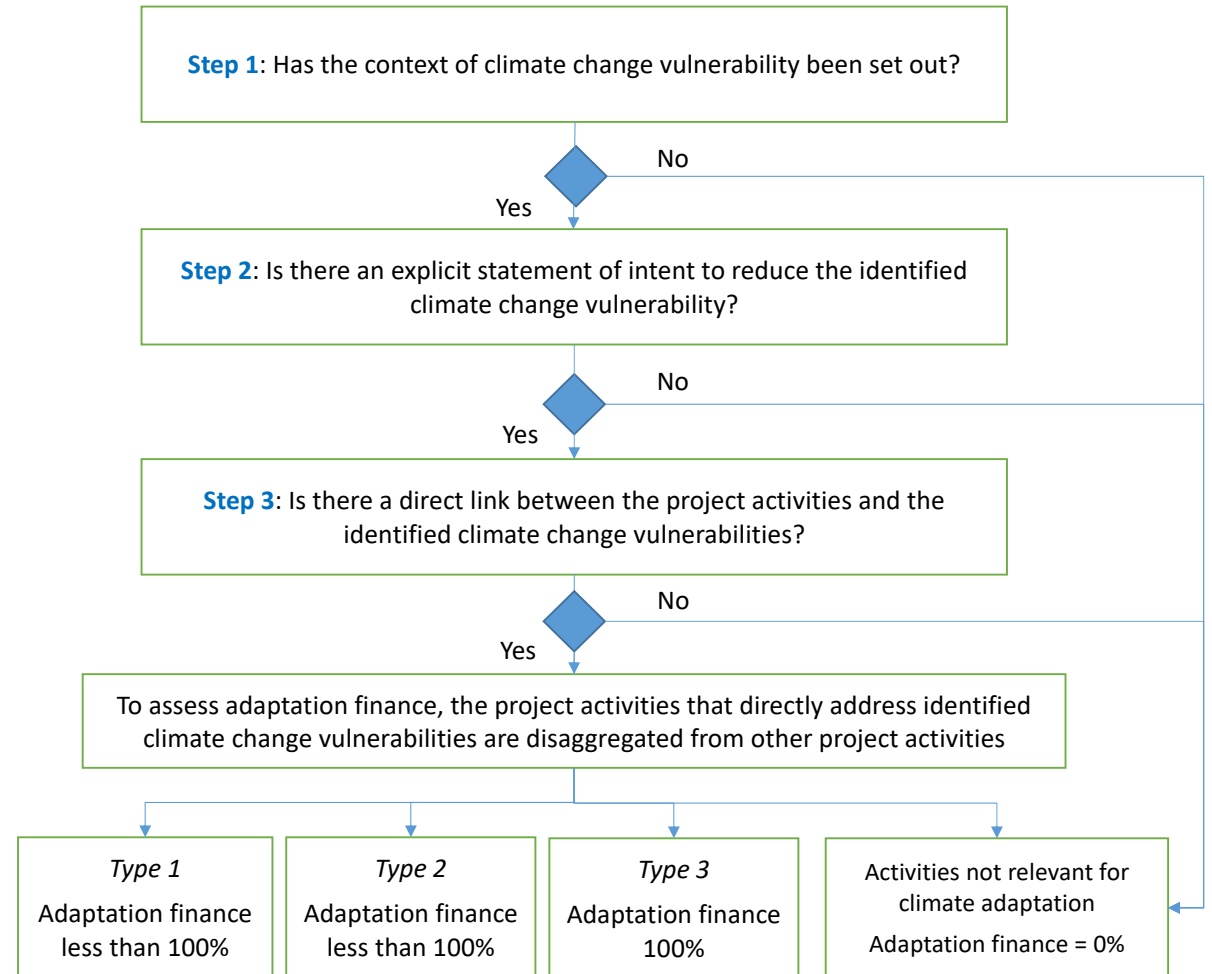 Step 1: Has the context of climate change vulnerability been set out?
No
Yes
Step 2: Is there an explicit statement of intent to reduce the identified
climate change vulnerability?
No
Yes
Step 3: Is there a direct link between the project activities and the
identified climate change vulnerabilities?
No
Yes
To assess adaptation finance, the project activities that directly address identified
climate change vulnerabilities are disaggregated from other project activities
Type 1
Adaptation finance
less than 100%
Type 2
Adaptation finance
less than 100%
Type 3
Adaptation finance
100%
Activities not relevant for
climate adaptation
Adaptation finance = 0%